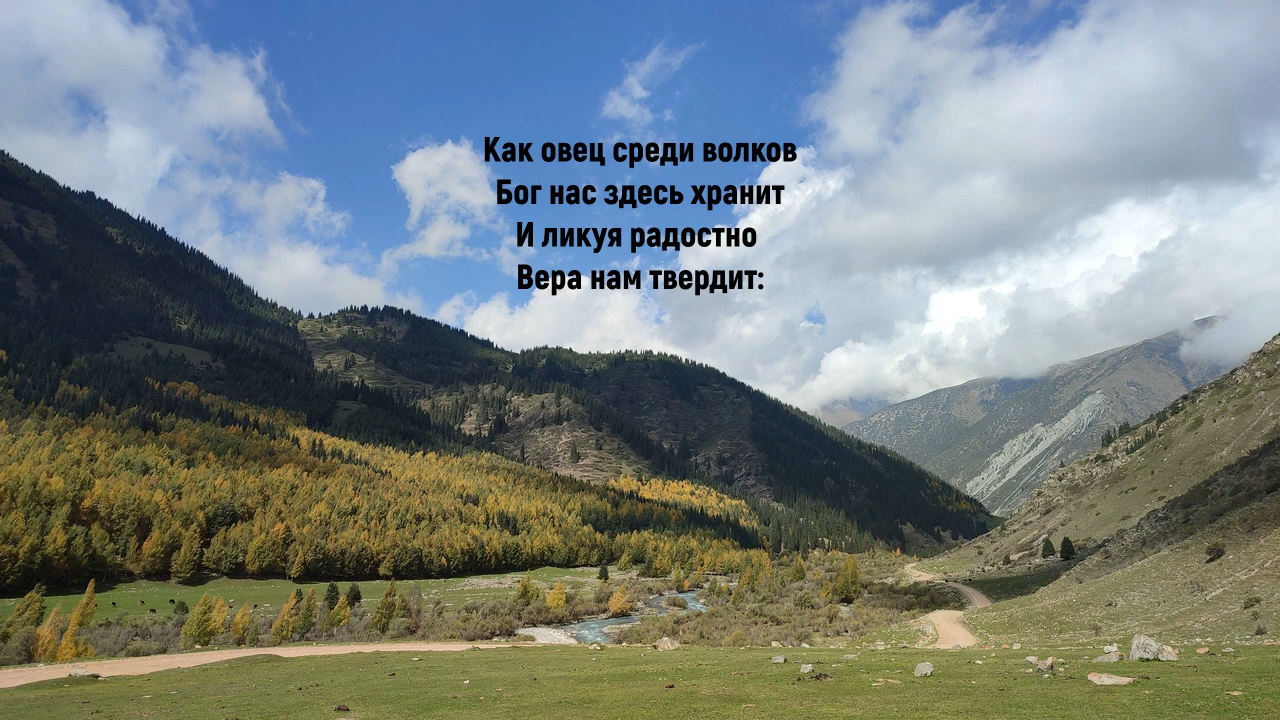 Как овец среди волков
Бог нас здесь хранит
И ликуя радостно
Вера нам твердит: